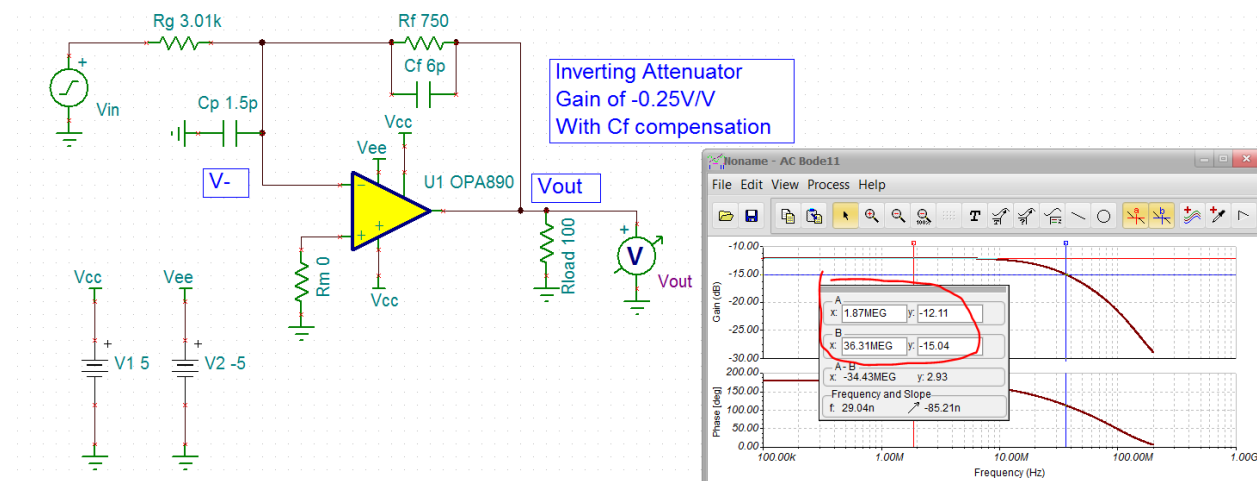 Rg 3.01k
Rf 750
Cf 6p
Vin
Cp 1.5p
Vcc
Vee
V-
U1 OPA890
Vout
Inverting Attenuator
Gain of -0.25V/V
With Cf compensation
Rm 0
Vcc
Rload 100
V
Vout
Vcc
Vee
V1 5
V2 -5
Noname - AC Bode11
File Edit View Process Help
100%
T
a
b
Gain (dB)
-10.00
-15.00
-20.00
-25.00
-30.00
A
x: 1.87MEG y: -12.11
B
x: 36.31MEG y: -15.04
A - B
x: -34.43MEG y: 2.93
Frequency and Slope
f: 29.04n -85.21n
Phase [deg]
200.00
150.00
100.00
50.00
0.00
100.00k 1.00M 10.00M 100.00M 1.00G
Frequency (Hz)